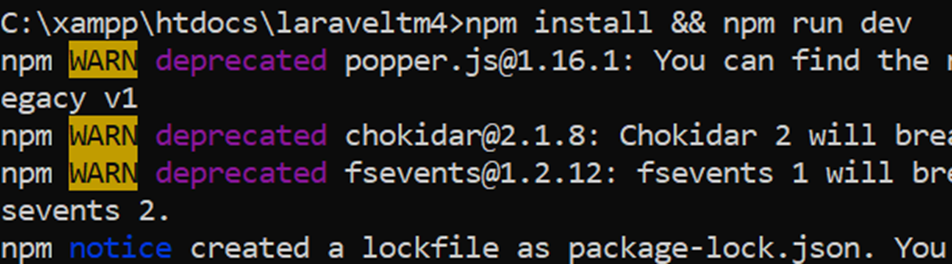 C:\xampp\htdocs\laraveltm4>npm install && npm run dev
npm WARN deprecated popper.js@1.16.1: You can find the
egacy v1
npm WARN deprecated chokidar@2.1.8: Chokidar 2 will brea
npm WARN deprecated fsevents@1.2.12: fsevents 1 will bre
sevents 2.
npm notice created a lockfile as package-lock.json. You